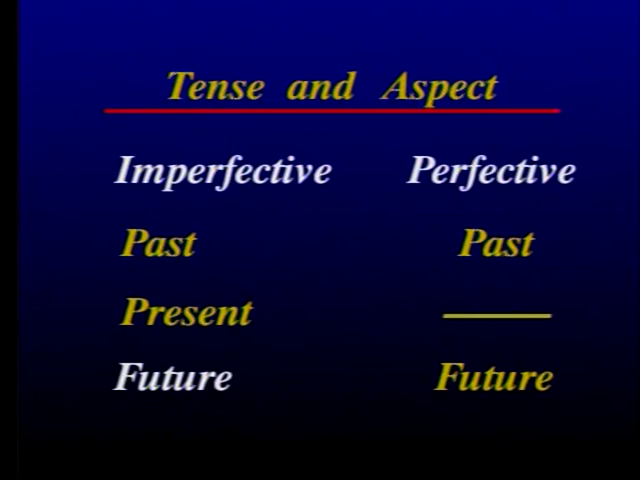 Tense and Aspect
Imperfective Perfective
Past Past
Present ———
Future Future